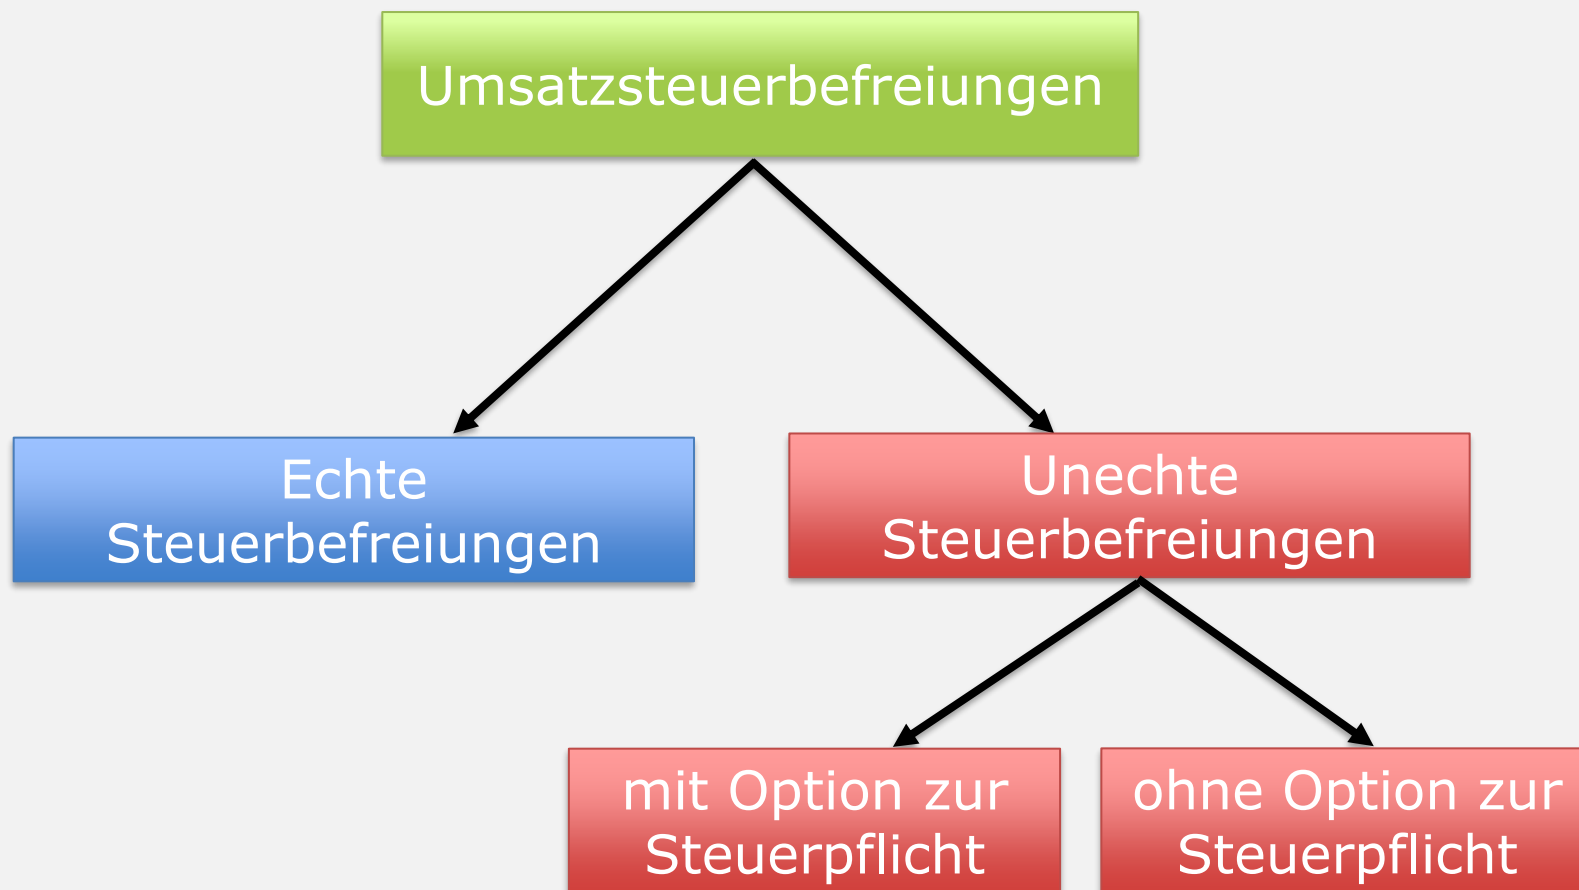 Umsatzsteuerbefreiungen
Echte
Steuerbefreiungen
Unechte
Steuerbefreiungen
mit Option zur
Steuerpflicht
ohne Option zur
Steuerpflicht